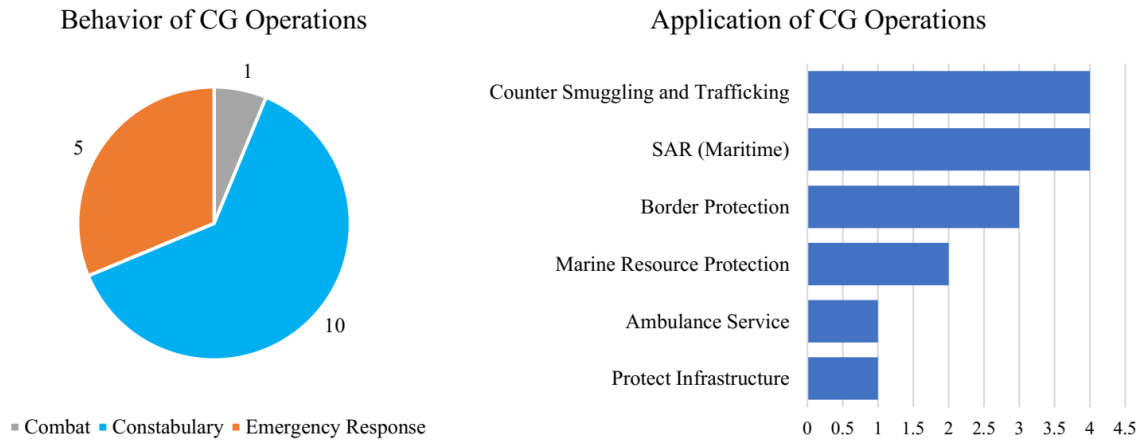 Behavior of CG Operations
1
5
10
Combat Constabulary Emergency Response
Application of CG Operations
Counter Smuggling and Trafficking
SAR (Maritime)
Border Protection
Marine Resource Protection
Ambulance Service
Protect Infrastructure
0 0.5 1 1.5 2 2.5 3 3.5 4 4.5